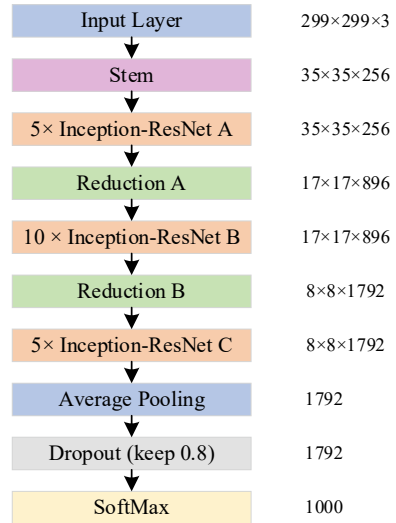 Input Layer 299×299×3
Stem 35×35×256
5× Inception-ResNet A 35×35×256
Reduction A 17×17×896
10 × Inception-ResNet B 17×17×896
Reduction B 8×8×1792
5× Inception-ResNet C 8×8×1792
Average Pooling 1792
Dropout (keep 0.8) 1792
SoftMax 1000